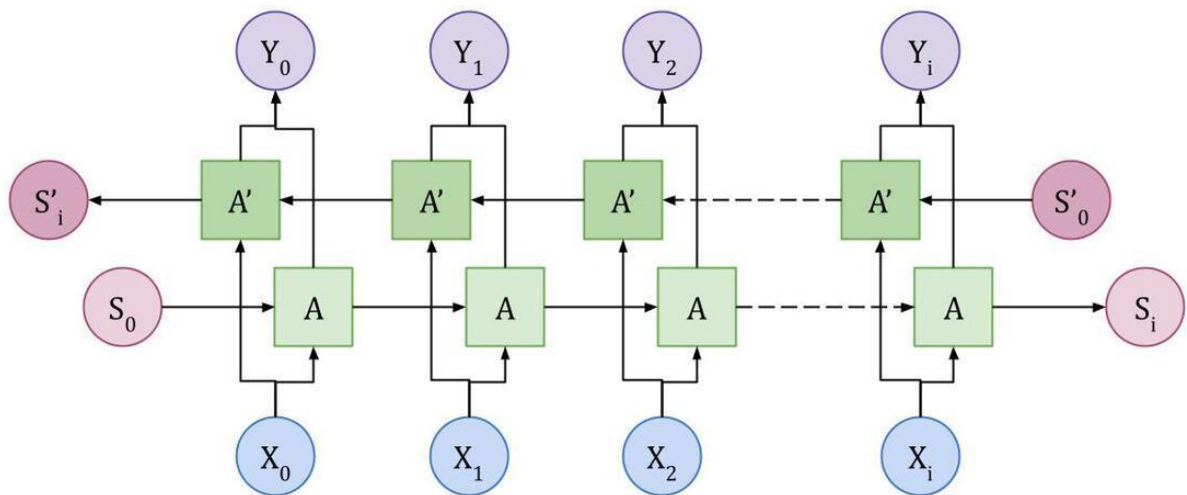 Y₀ Y₁ Y₂ Yᵢ
S'ᵢ A' A' A' A' S'₀
S₀ A A A A Sᵢ
X₀ X₁ X₂ Xᵢ